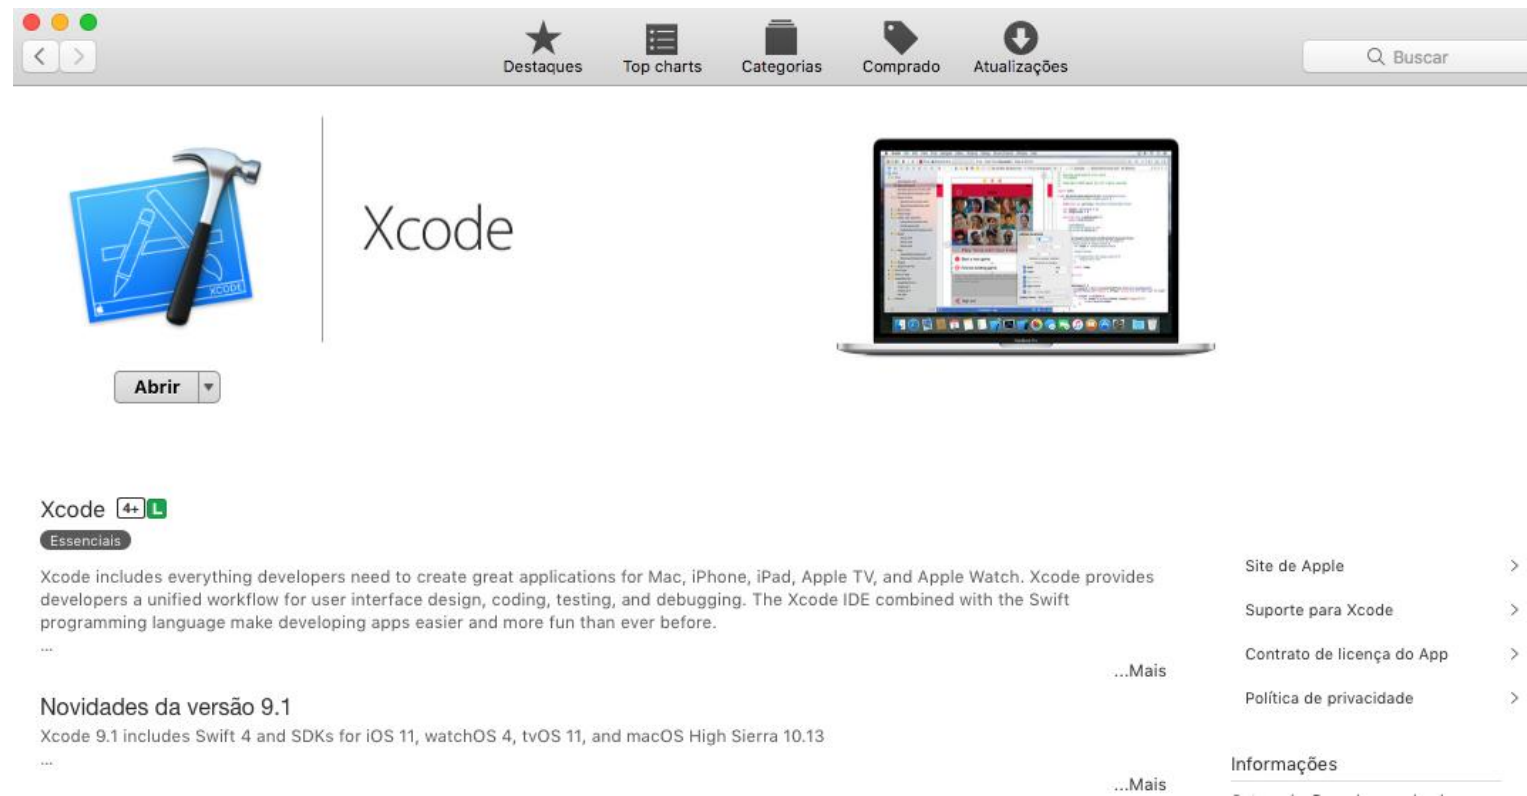 Destaques
Top charts
Categorias
Comprado
Atualizações
Buscar
XCODE
Xcode
Abrir
Xcode 4+ L
Essenciais
Xcode includes everything developers need to create great applications for Mac, iPhone, iPad, Apple TV, and Apple Watch. Xcode provides
developers a unified workflow for user interface design, coding, testing, and debugging. The Xcode IDE combined with the Swift
programming language make developing apps easier and more fun than ever before.
...
...Mais
Novidades da versão 9.1
Xcode 9.1 includes Swift 4 and SDKs for iOS 11, watchOS 4, tvOS 11, and macOS High Sierra 10.13
...
...Mais
Site de Apple
Suporte para Xcode
Contrato de licença do App
Política de privacidade
Informações